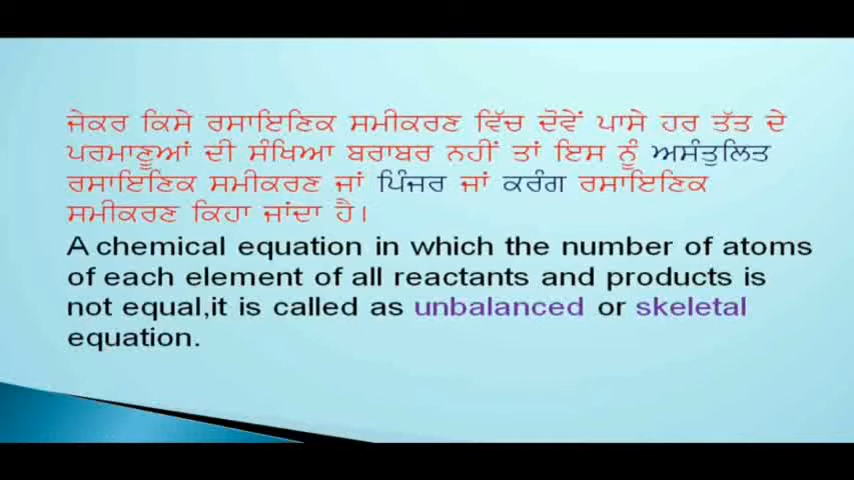 ਜੇਕਰ ਕਿਸੇ ਰਸਾਇਣਿਕ ਸਮੀਕਰਣ ਵਿੱਚ ਦੋਵੇਂ ਪਾਸੇ ਹਰ ਤੱਤ ਦੇ
ਪਰਮਾਣੂਆਂ ਦੀ ਸੰਖਿਆ ਬਰਾਬਰ ਨਹੀਂ ਤਾਂ ਇਸ ਨੂੰ ਅਸੰਤੁਲਿਤ
ਰਸਾਇਣਿਕ ਸਮੀਕਰਣ ਜਾਂ ਪਿੰਜਰ ਜਾਂ ਕਰੰਗ ਰਸਾਇਣਿਕ
ਸਮੀਕਰਣ ਕਿਹਾ ਜਾਂਦਾ ਹੈ।
A chemical equation in which the number of atoms
of each element of all reactants and products is
not equal,it is called as unbalanced or skeletal
equation.